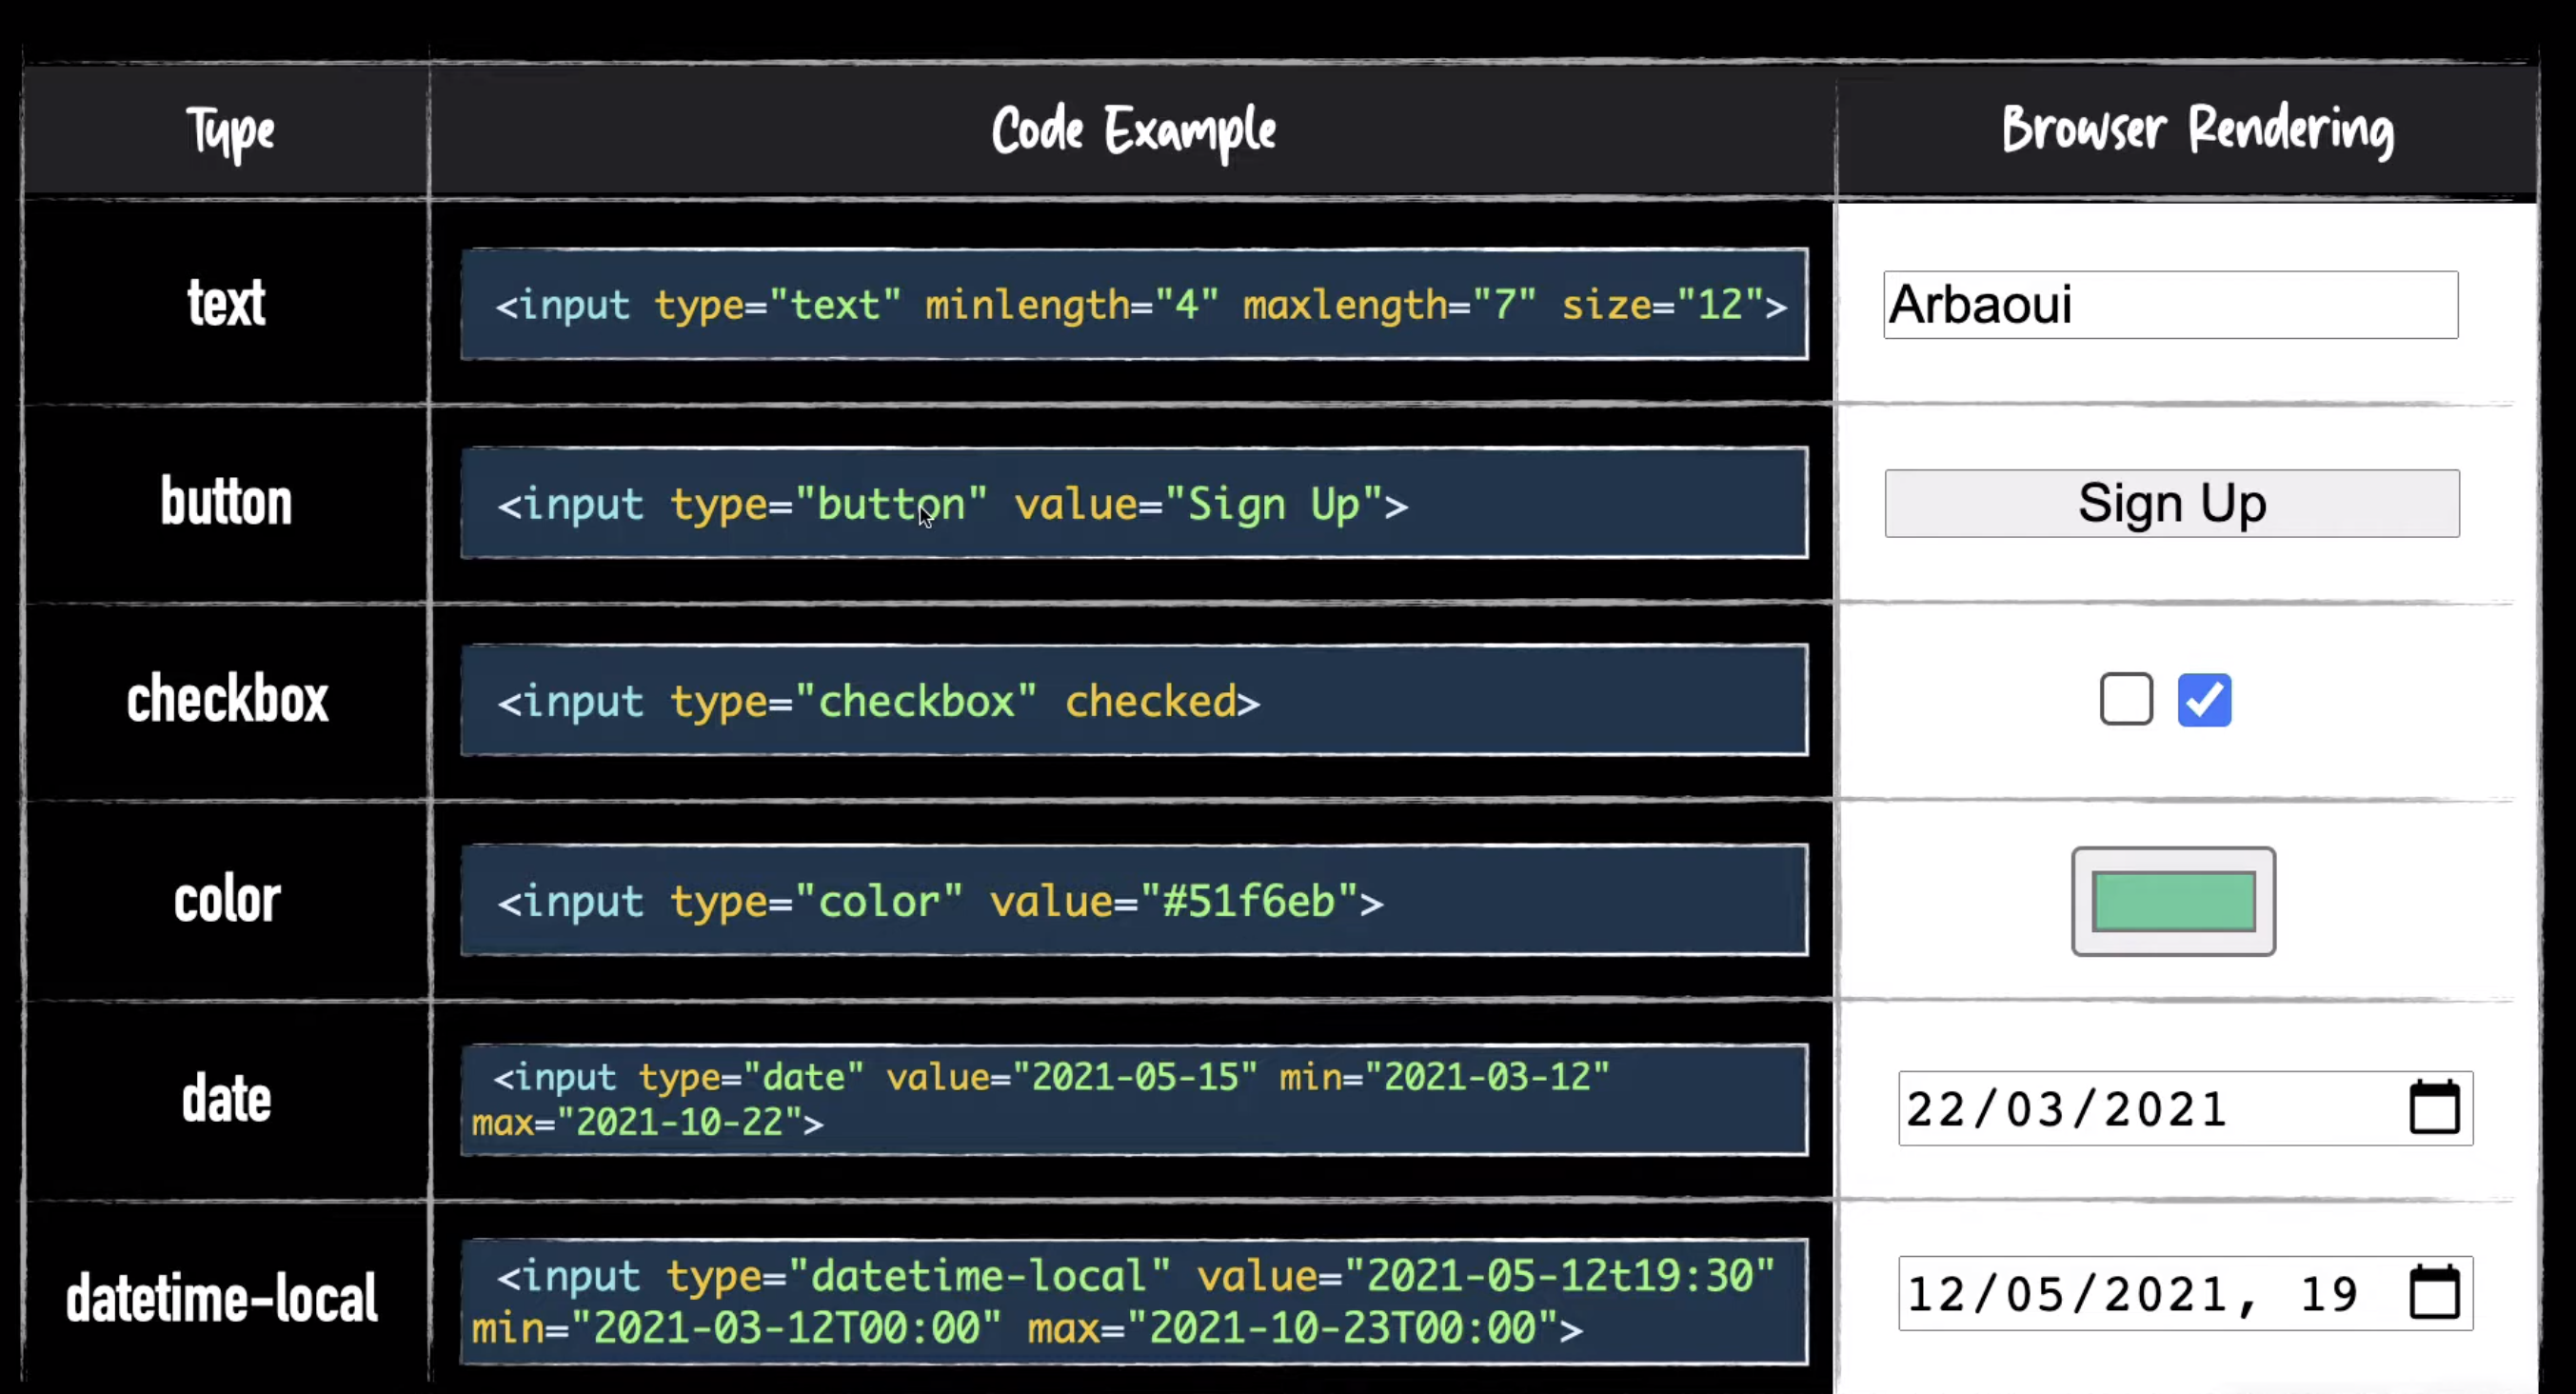 Type Code Example Browser Rendering
text <input type="text" minlength="4" maxlength="7" size="12"> Arbaoui
button <input type="button" value="Sign Up"> Sign Up
checkbox <input type="checkbox" checked>
color <input type="color" value="#51f6eb">
date <input type="date" value="2021-05-15" min="2021-03-12"
max="2021-10-22"> 22/03/2021
datetime-local <input type="datetime-local" value="2021-05-12t19:30"
min="2021-03-12T00:00" max="2021-10-23T00:00"> 12/05/2021, 19